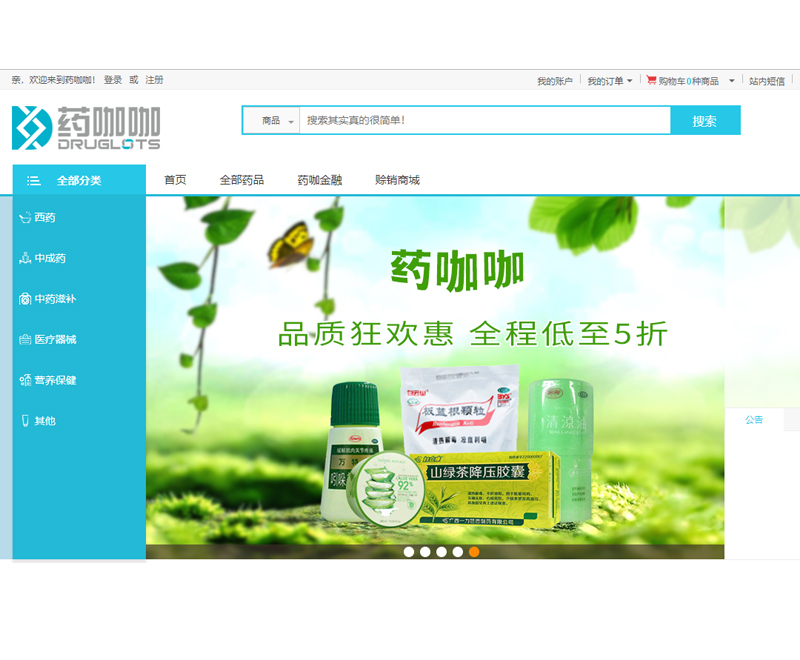 亲，欢迎来到药咖咖！ 登录 或 注册
我的账户 我的订单 购物车0种商品 站内短信
药咖咖
DRUGLOTS
商品 搜索其实真的很简单！ 搜索
全部分类 首页 全部药品 药咖金融 赊销商城
西药
中成药
中药滋补
医疗器械
营养保健
其他
药咖咖
品质狂欢惠 全程低至5折
板蓝根颗粒
清凉油
92%
山绿茶降压胶囊
公告